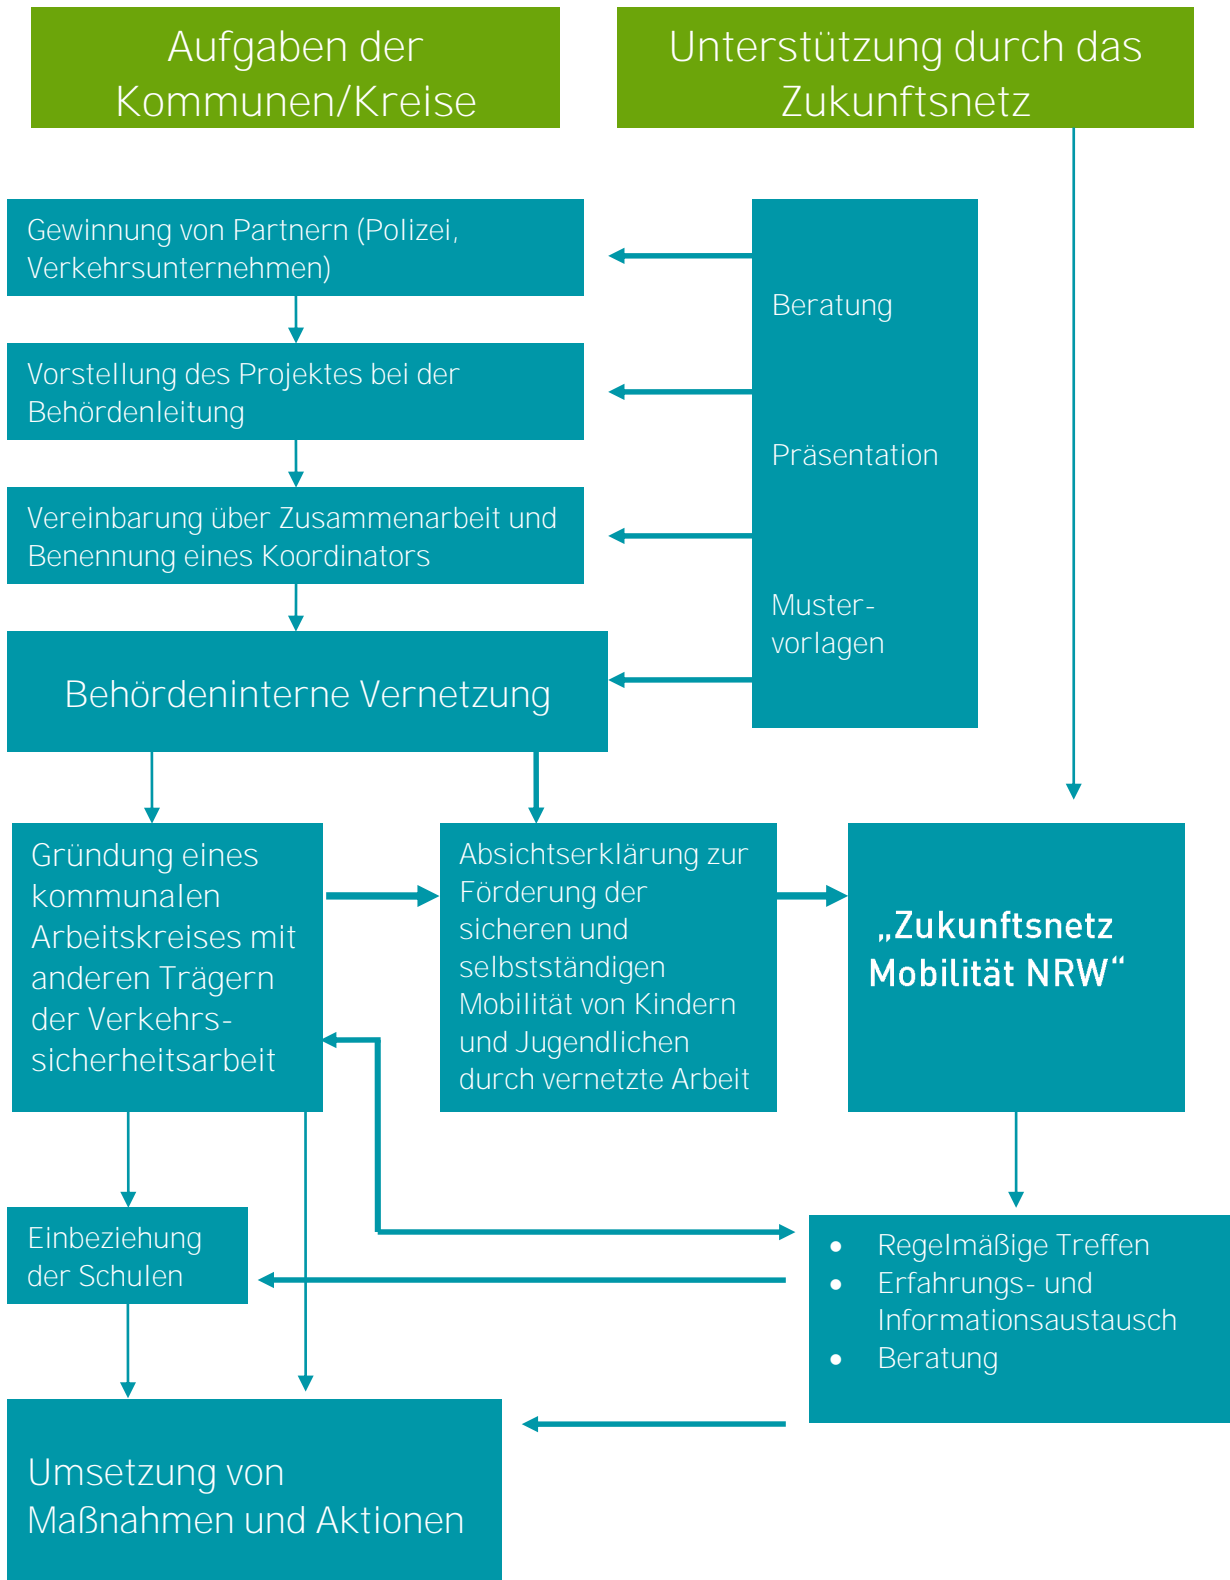 Aufgaben der
Kommunen/Kreise
Unterstützung durch das
Zukunftsnetz
Gewinnung von Partnern (Polizei,
Verkehrsunternehmen)
Vorstellung des Projektes bei der
Behördenleitung
Vereinbarung über Zusammenarbeit und
Benennung eines Koordinators
Beratung
Präsentation
Muster-
vorlagen
Behördeninterne Vernetzung
Gründung eines
kommunalen
Arbeitskreises mit
anderen Trägern
der Verkehrs-
sicherheitsarbeit
Absichtserklärung zur
Förderung der
sicheren und
selbstständigen
Mobilität von Kindern
und Jugendlichen
durch vernetzte Arbeit
„Zukunftsnetz
Mobilität NRW“
Einbeziehung
der Schulen
• Regelmäßige Treffen
• Erfahrungs- und
Informationsaustausch
• Beratung
Umsetzung von
Maßnahmen und Aktionen